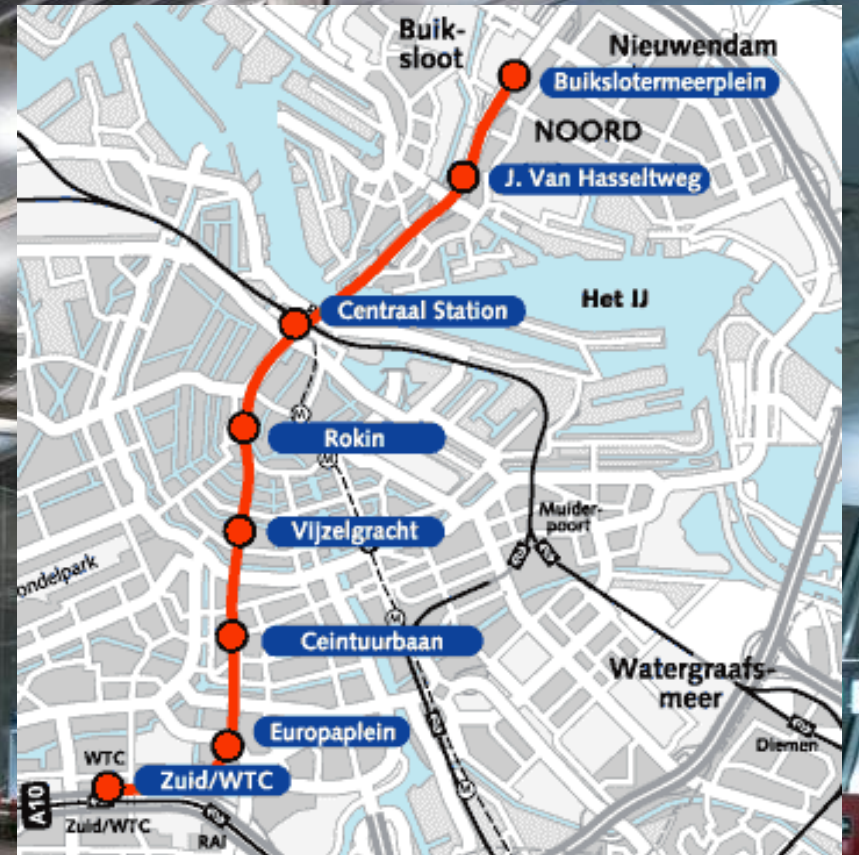 Buik-
sloot
Nieuwendam
Buikslotermeerplein
NOORD
J. Van Hasseltweg
Het IJ
Centraal Station
M
Rokin
M
Muider-
poort
Vijzelgracht
ondelpark
M
Ceintuurbaan
Watergraafs-
meer
Europaplein
Diemen
WTC
Zuid/WTC
M
A10
Zuid/WTC
RAI